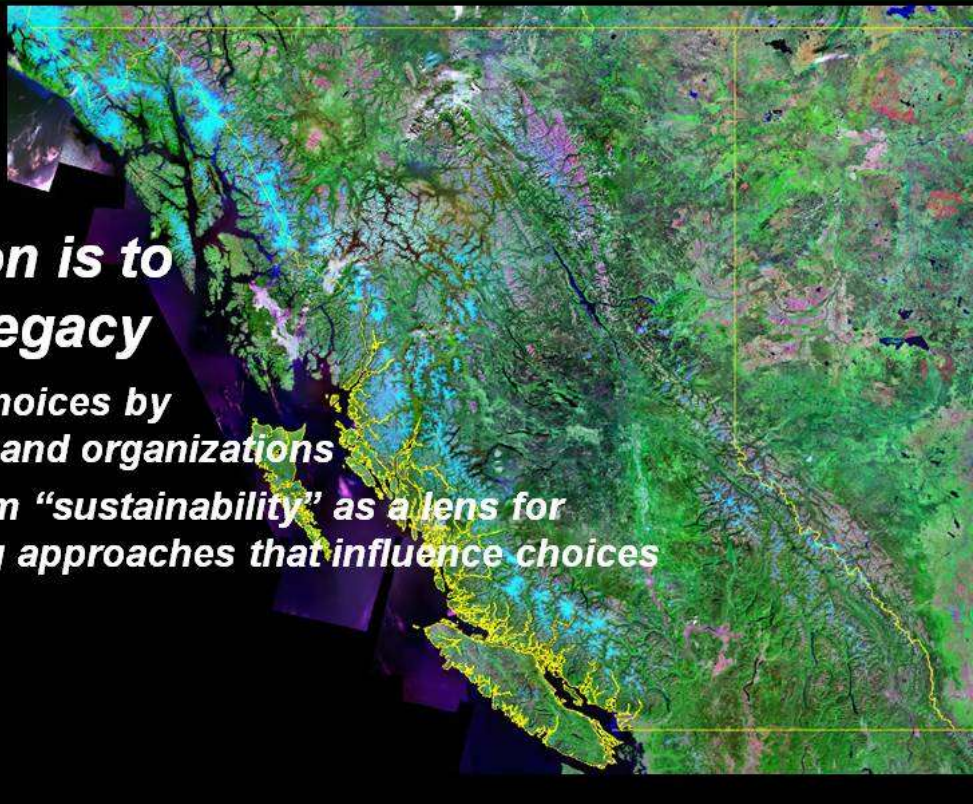 on is to
egacy
hoices by
and organizations
m “sustainability” as a lens for
g approaches that influence choices